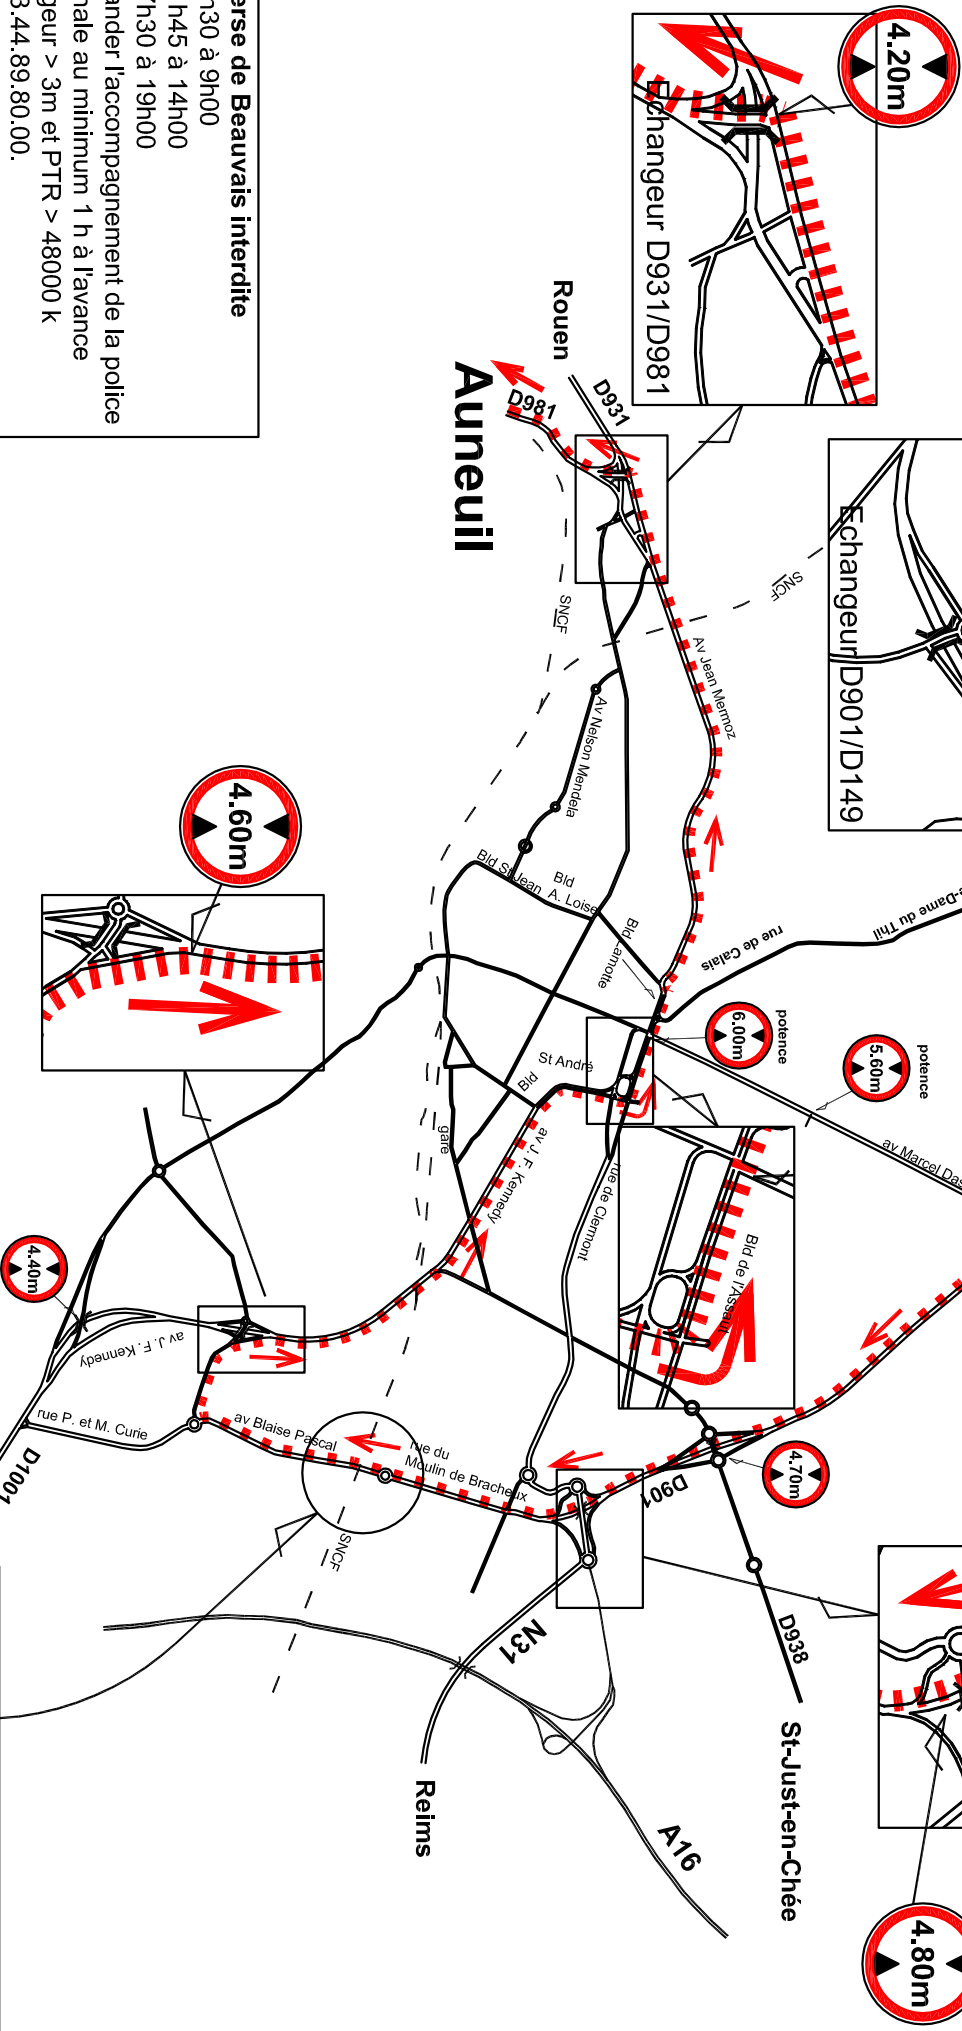 4.20m
Echangeur D931/D981
Echangeur D901/D149
Rouen
D931
D981
Auneuil
SNCF
SNCF
Av Jean Mermoz
Av Nelson Mendela
Bld St Jean
Bld
A. Loisel
Bld Lamotte
rue de Calais
e-Dame du Thil
potence
6.00m
potence
5.60m
av Marcel Das
St André
Bld
gare
av J. F. Kennedy
rue de Clermont
Bld de l'Assaut
4.60m
4.40m
av J. F. Kennedy
rue P. et M. Curie
D1001
av Blaise Pascal
rue du
Moulin de Bracheux
SNCF
D901
4.70m
N31
Reims
D938
St-Just-en-Chée
A16
4.80m
erse de Beauvais interdite
h30 à 9h00
h45 à 14h00
7h30 à 19h00
ander l'accompagnement de la police
nale au minimum 1 h à l'avance
geur > 3m et PTR > 48000 k
3.44.89.80.00.